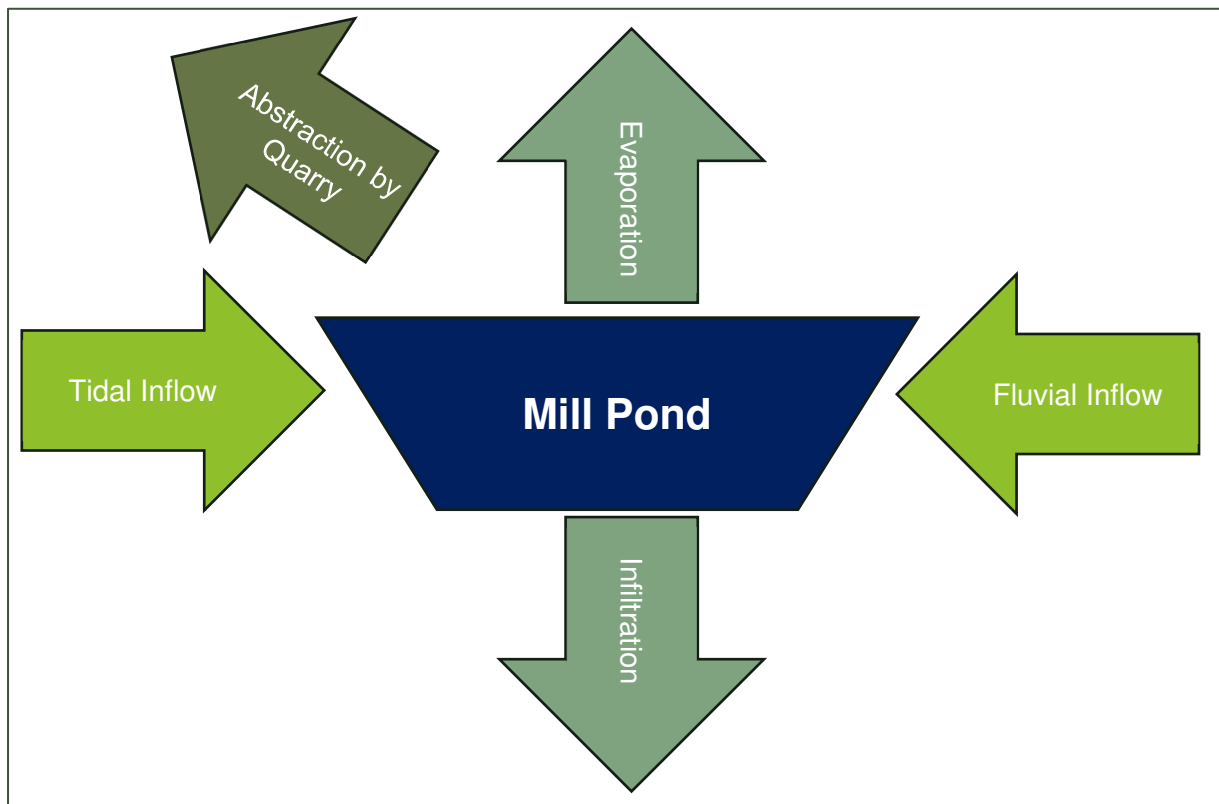 Abstraction by
Quarry
Evaporation
Tidal Inflow
Mill Pond
Fluvial Inflow
Infiltration